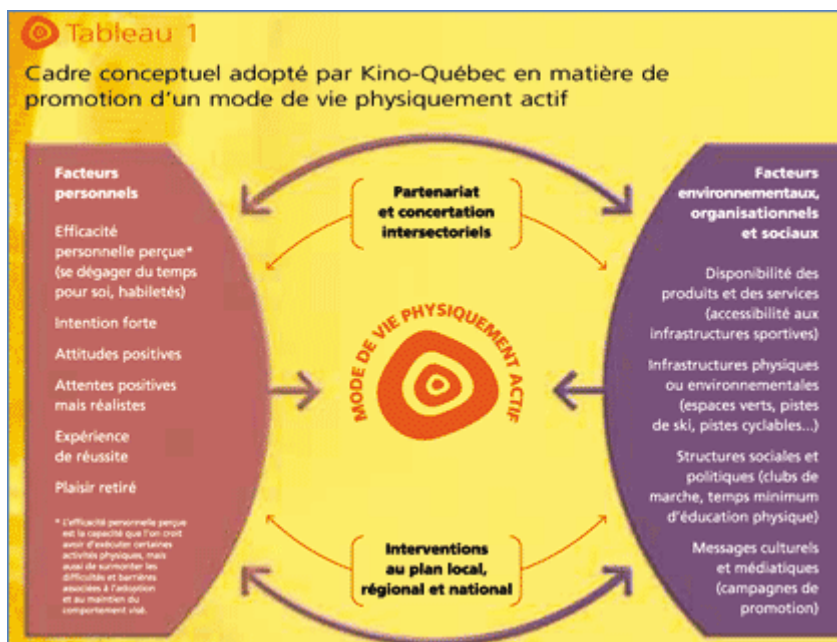 Tableau 1
Cadre conceptuel adopté par Kino-Québec en matière de
promotion d'un mode de vie physiquement actif
Facteurs
personnels
Efficacité
personnelle perçue*
(se dégager du temps
pour soi, habiletés)
Intention forte
Attitudes positives
Attentes positives
mais réalistes
Expérience
de réussite
Plaisir retiré
* L'efficacité personnelle perçue
est la capacité que l'on croit
avoir d'exécuter certaines
activités physiques, mais
aussi de surmonter les
difficultés et barrières
associées à l'adoption
et au maintien du
comportement visé.
Partenariat
et concertation
intersectoriels
MODE DE VIE PHYSIQUEMENT ACTIF
Interventions
au plan local,
régional et national
Facteurs
environnementaux,
organisationnels
et sociaux
Disponibilité des
produits et des services
(accessibilité aux
infrastructures sportives)
Infrastructures physiques
ou environnementales
(espaces verts, pistes
de ski, pistes cyclables...)
Structures sociales et
politiques (clubs de
marche, temps minimum
d'éducation physique)
Messages culturels
et médiatiques
(campagnes de
promotion)